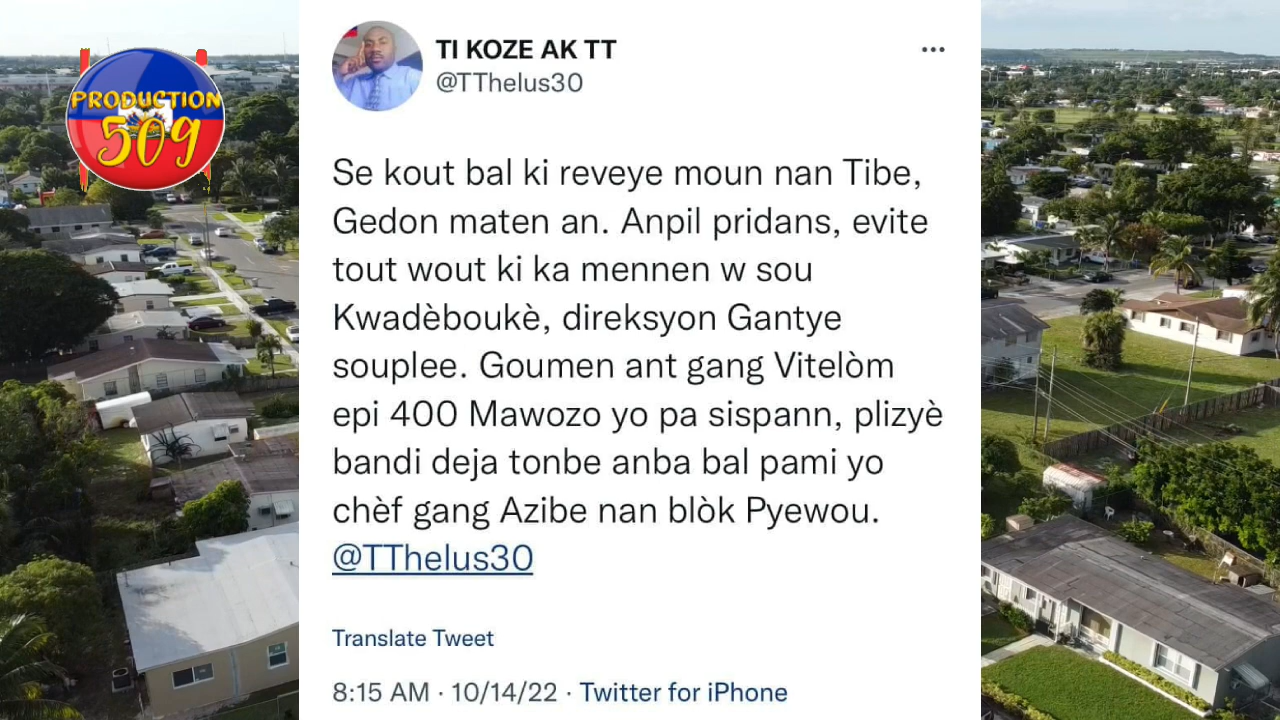 PRODUCTION
509
TI KOZE AK TT
@TThelus30
Se kout bal ki reveye moun nan Tibe,
Gedon maten an. Anpil pridans, evite
tout wout ki ka mennen w sou
Kwadèboukè, direksyon Gantye
souplee. Goumen ant gang Vitelòm
epi 400 Mawozo yo pa sispann, plizyè
bandi deja tonbe anba bal pami yo
chèf gang Azibe nan blòk Pyewou.
@TThelus30
Translate Tweet
8:15 AM · 10/14/22 · Twitter for iPhone